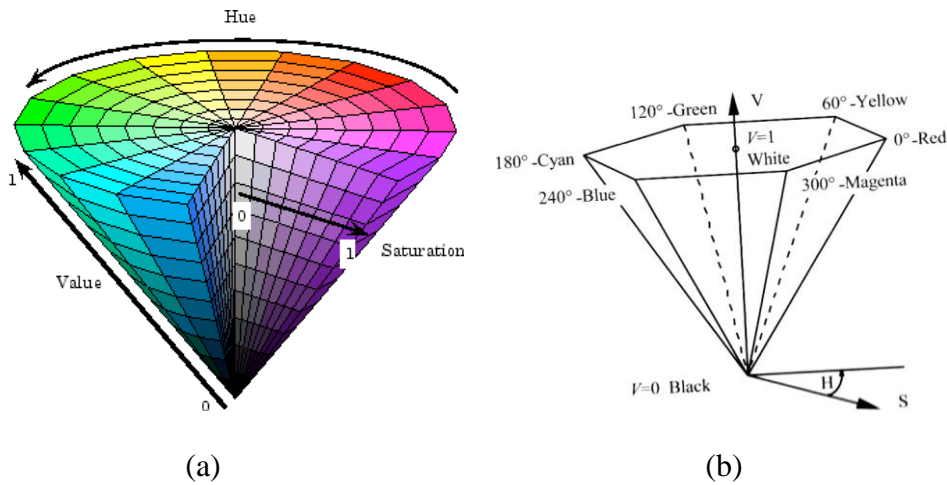 Hue
1
0
1
Saturation
Value
0
(a)
V
120° -Green
60° -Yellow
V=1
0° -Red
180° -Cyan
White
240° -Blue
300° -Magenta
V=0 Black
H
S
(b)